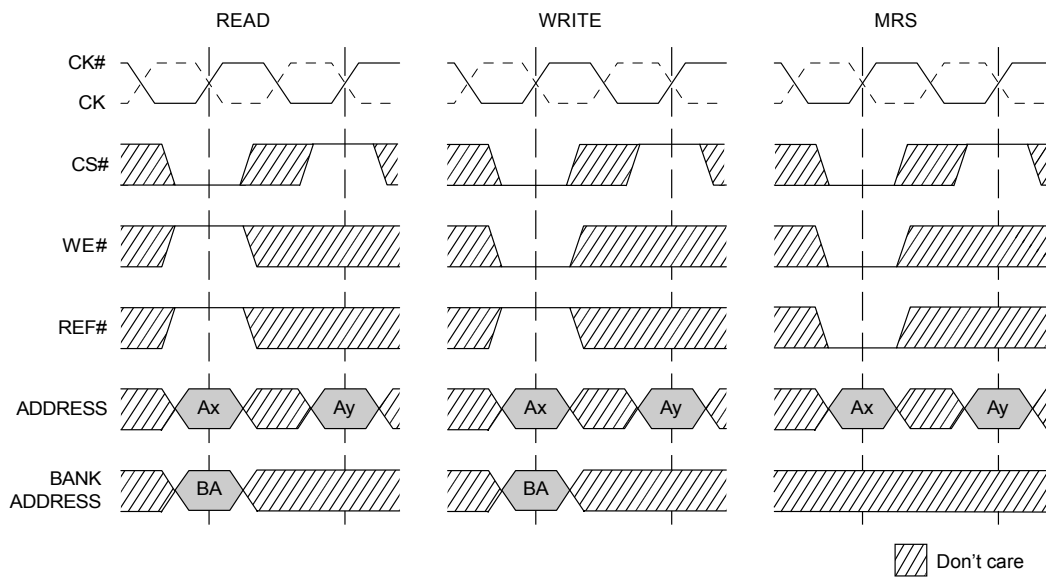 READ WRITE MRS
CK#
CK
CS#
WE#
REF#
ADDRESS Ax Ay Ax Ay Ax Ay
BANK
ADDRESS BA BA
Don't care